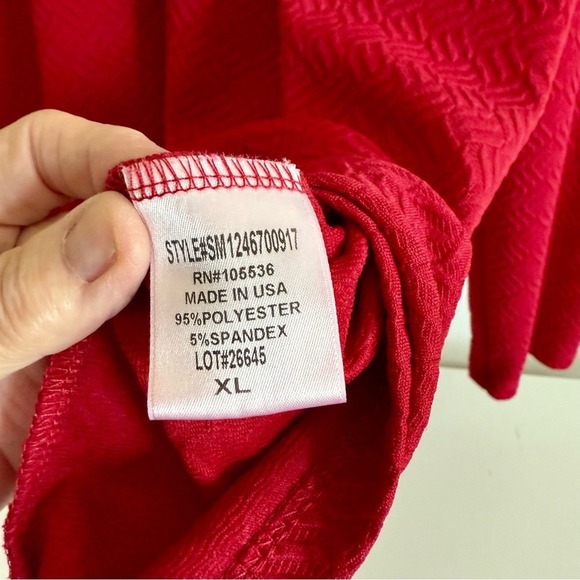 STYLE#SM1246700917
RN#105536
MADE IN USA
95%POLYESTER
5%SPANDEX
LOT#26645
XL